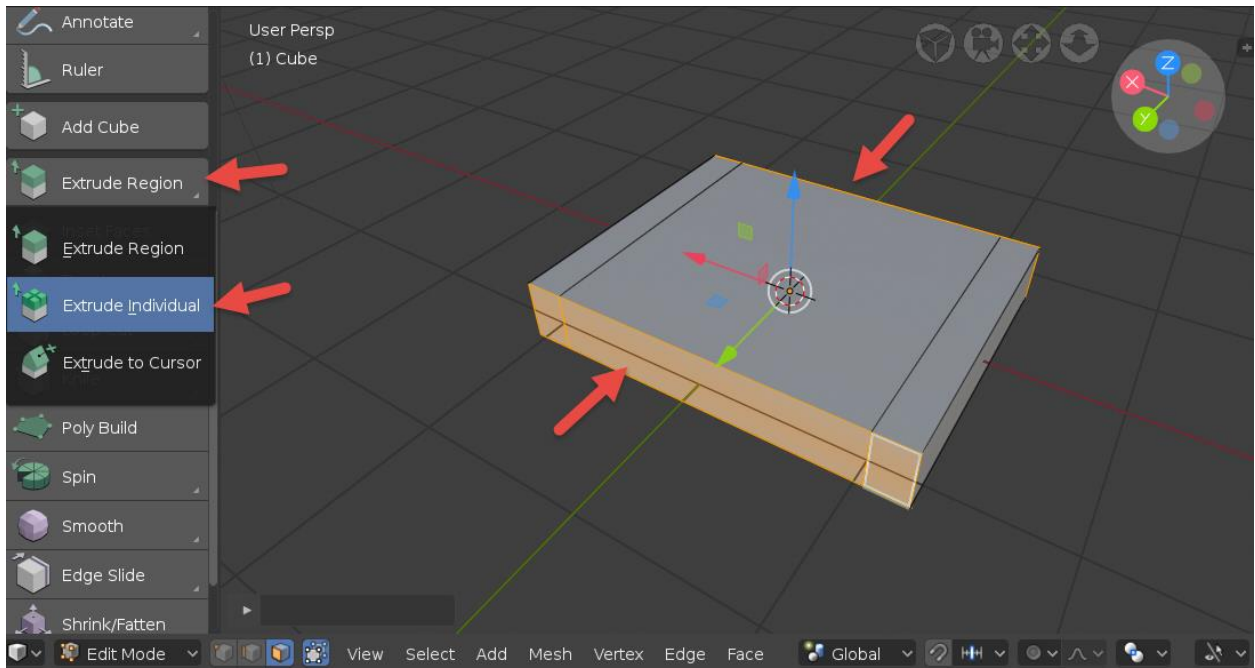 Annotate
Ruler
Add Cube
Extrude Region
Extrude Region
Extrude Individual
Extrude to Cursor
Poly Build
Spin
Smooth
Edge Slide
Shrink/Fatten
User Persp
(1) Cube
Z
X
Y
Edit Mode View Select Add Mesh Vertex Edge Face Global